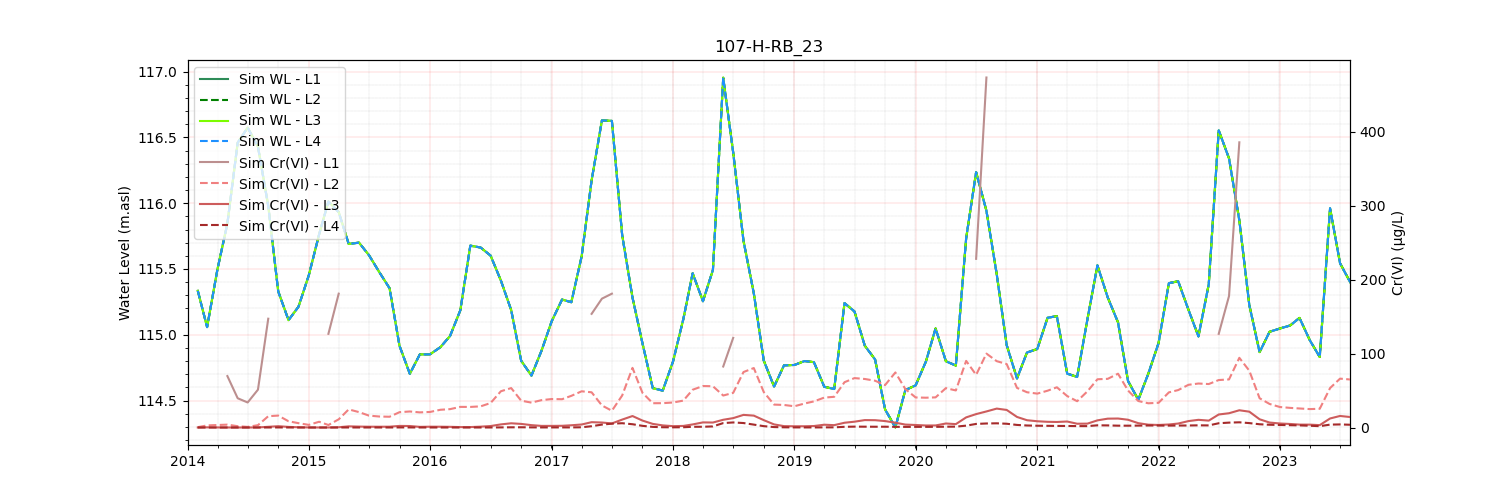 107-H-RB_23
Water Level (m.asl)
117.0
116.5
116.0
115.5
115.0
114.5
Sim WL - L1
Sim WL - L2
Sim WL - L3
Sim WL - L4
Sim Cr(VI) - L1
Sim Cr(VI) - L2
Sim Cr(VI) - L3
Sim Cr(VI) - L4
400
300
200
100
0
Cr(VI) (μg/L)
2014 2015 2016 2017 2018 2019 2020 2021 2022 2023